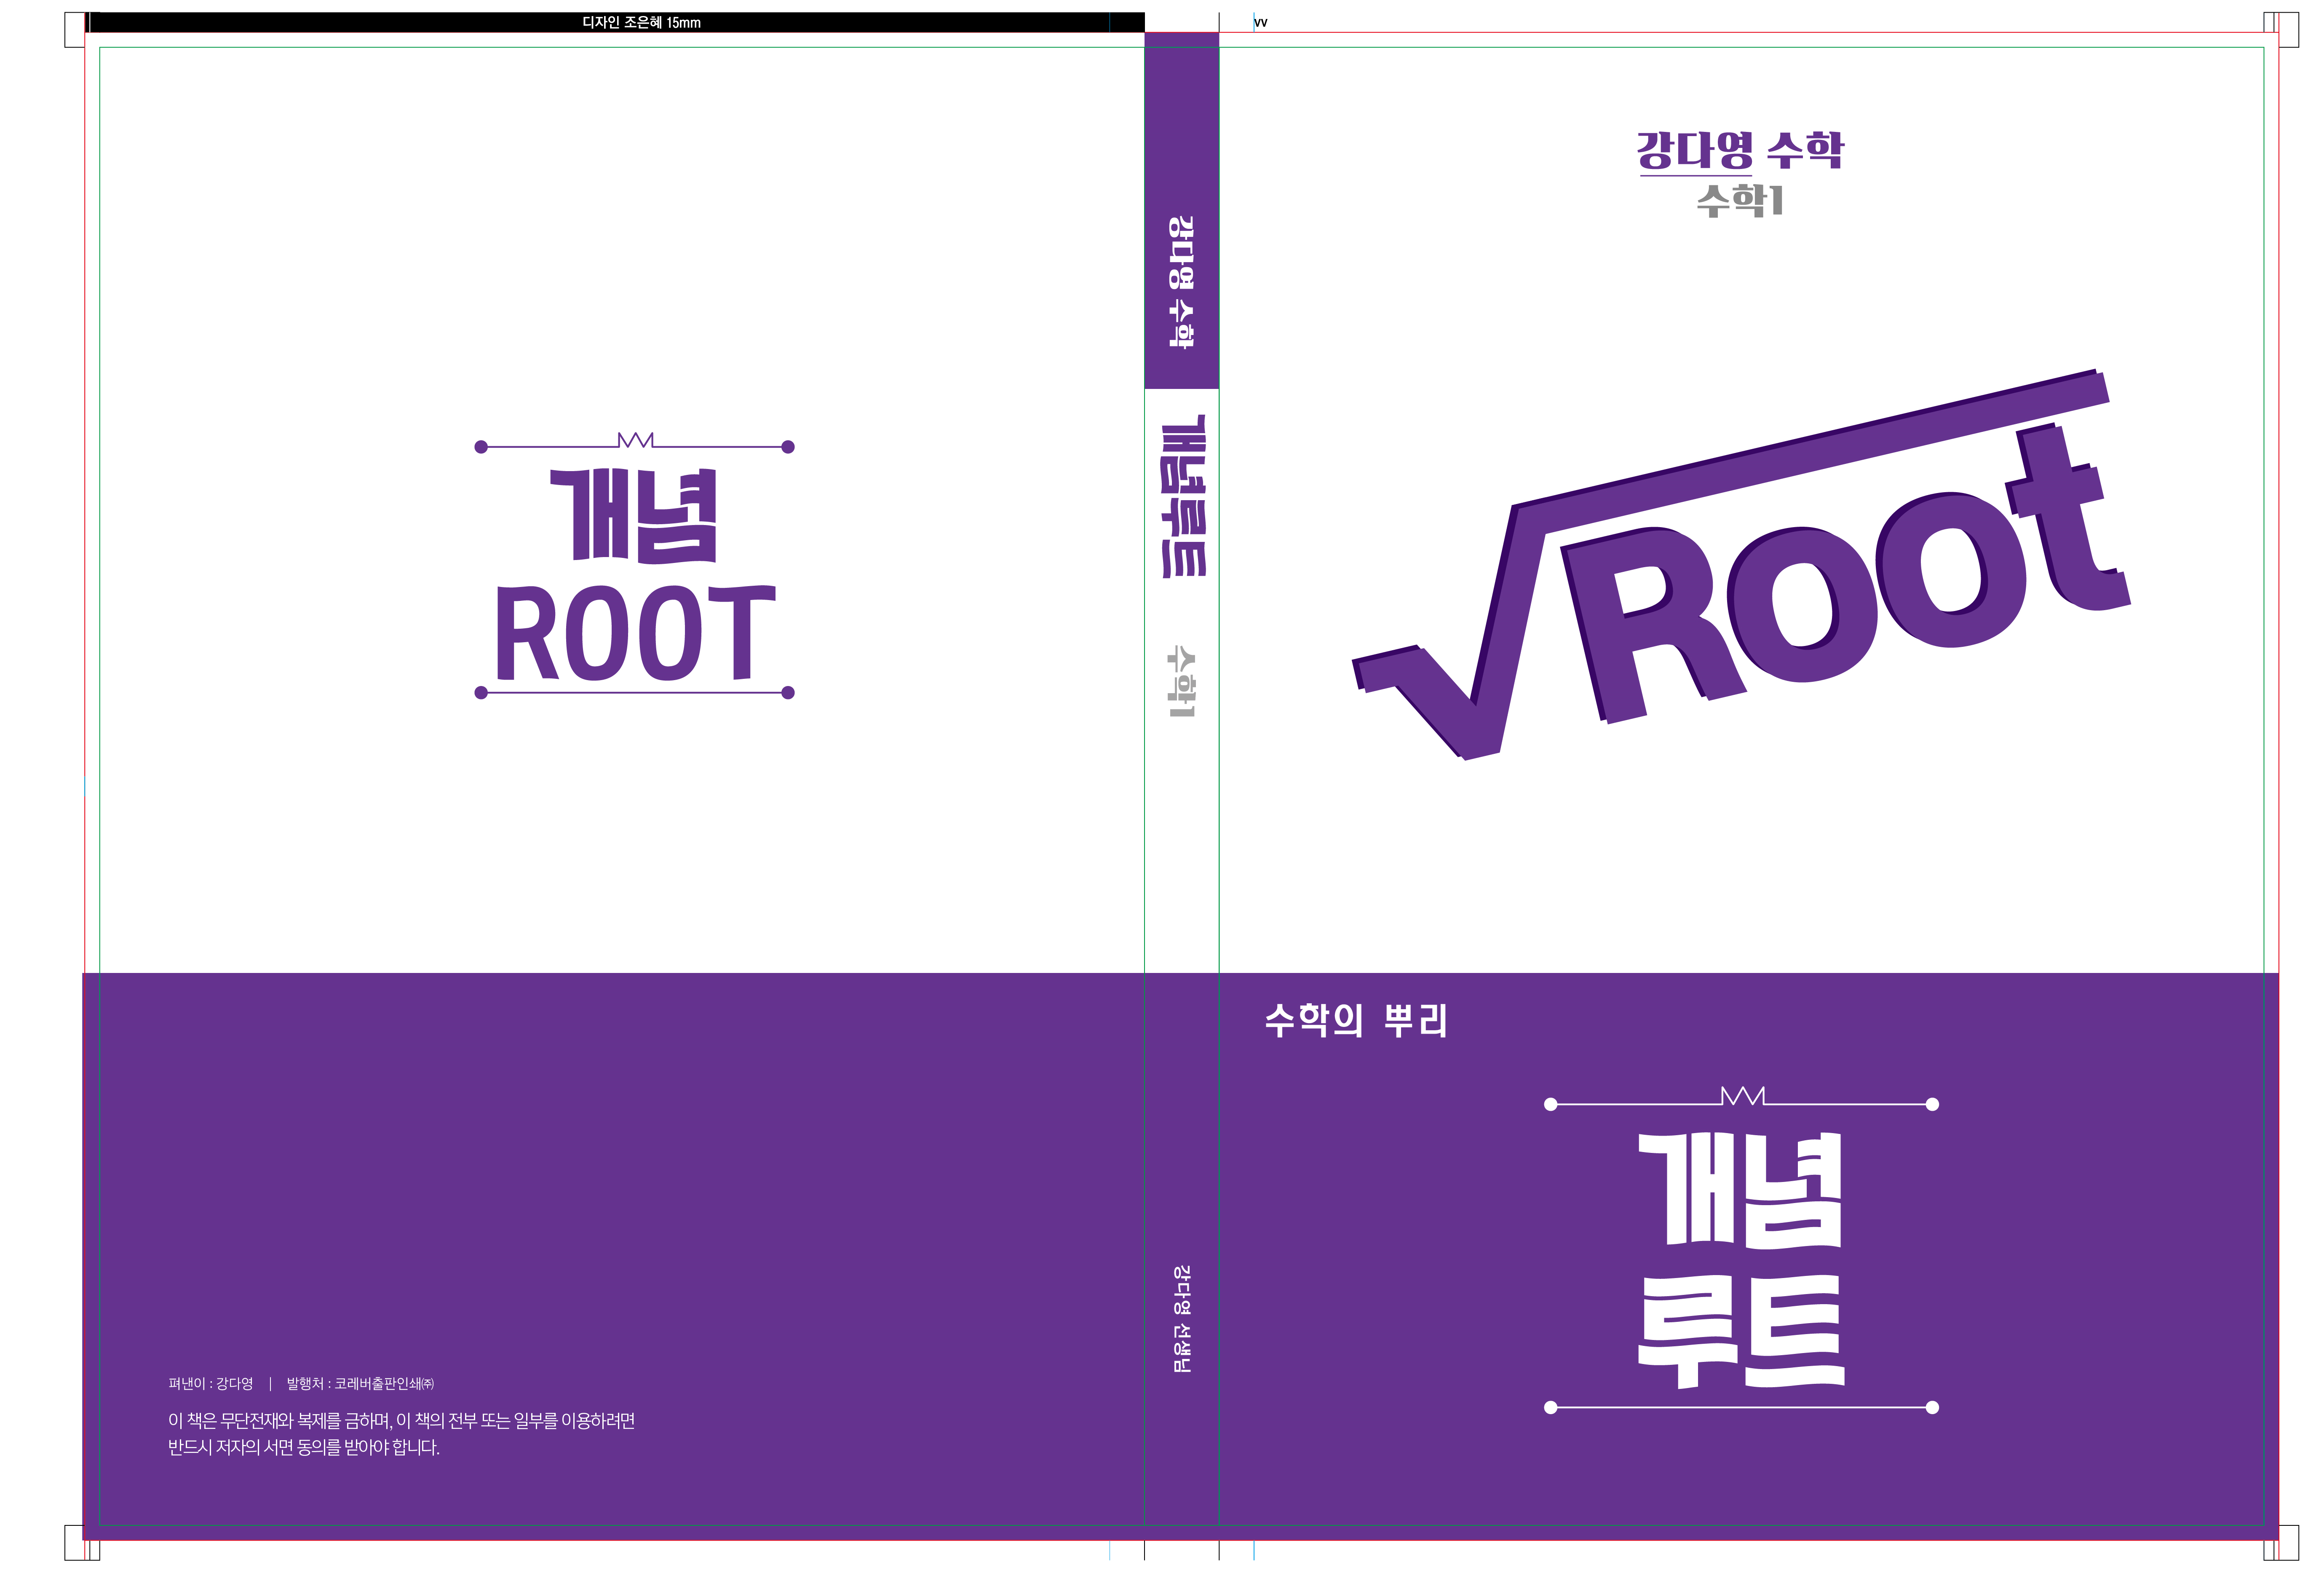 디자인 조은혜 15mm
vv
개념
ROOT
펴낸이 : 강다영 | 발행처 : 코레버출판인쇄㈜
이 책은 무단전재와 복제를 금하며, 이 책의 전부 또는 일부를 이용하려면
반드시 저자의 서면 동의를 받아야 합니다.
강다영 수학
개념루트
수학1
강다영 선생님
강다영 수학
수학1
√Root
수학의 뿌리
개념
루트